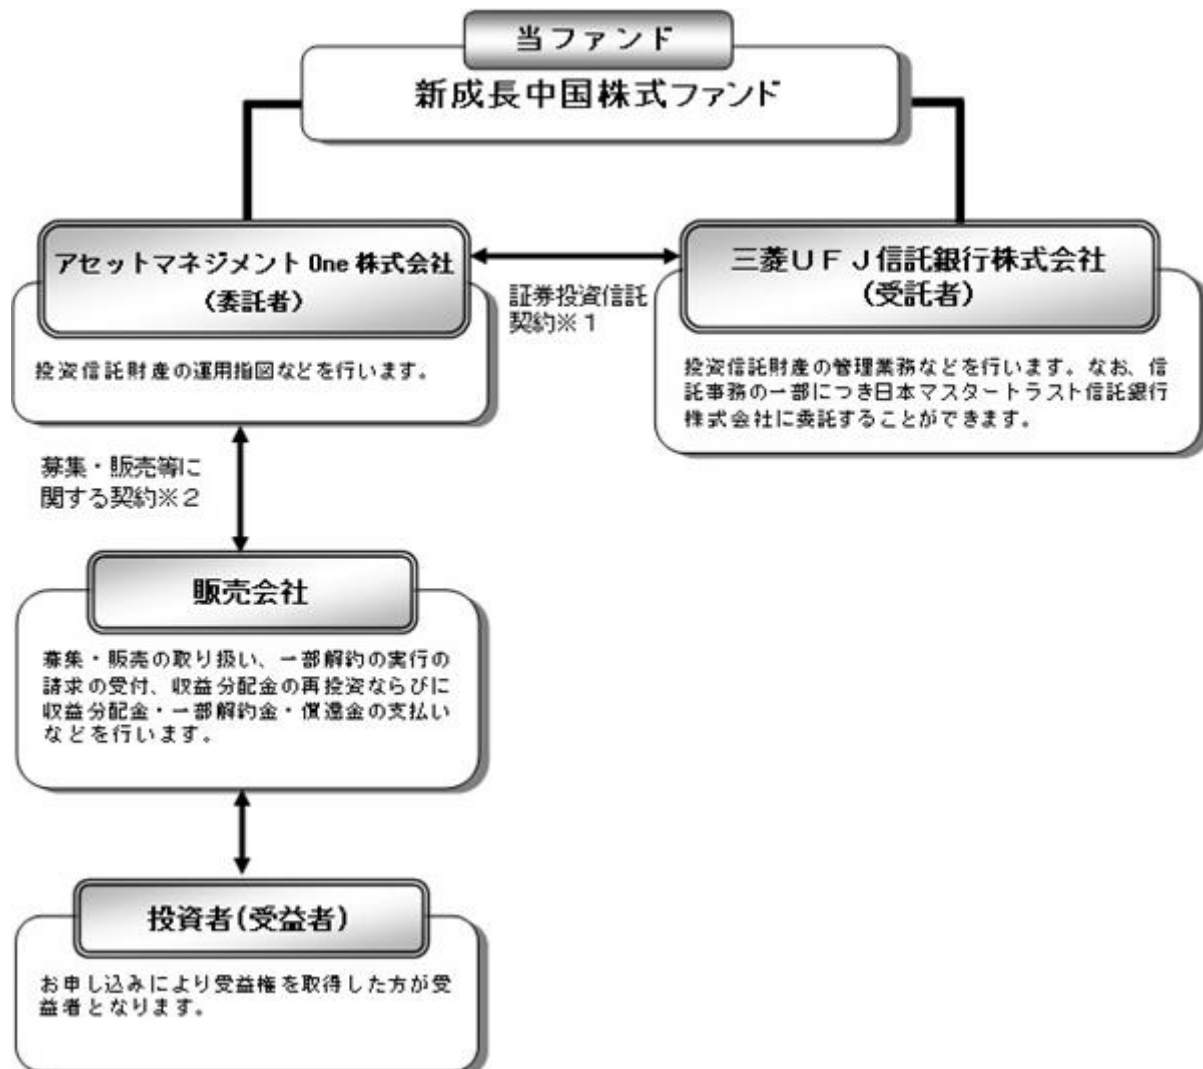 当ファンド
新成長中国株式ファンド
アセットマネジメント One 株式会社
（委託者）
投資信託財産の運用指図などを行います。
証券投資信託
契約※１
三菱ＵＦＪ信託銀行株式会社
（受託者）
投資信託財産の管理業務などを行います。なお、信
託事務の一部につき日本マスタートラスト信託銀行
株式会社に委託することができます。
募集・販売等に
関する契約※２
販売会社
募集・販売の取り扱い、一部解約の実行の
請求の受付、収益分配金の再投資ならびに
収益分配金・一部解約金・償還金の支払い
などを行います。
投資者（受益者）
お申し込みにより受益権を取得した方が受
益者となります。